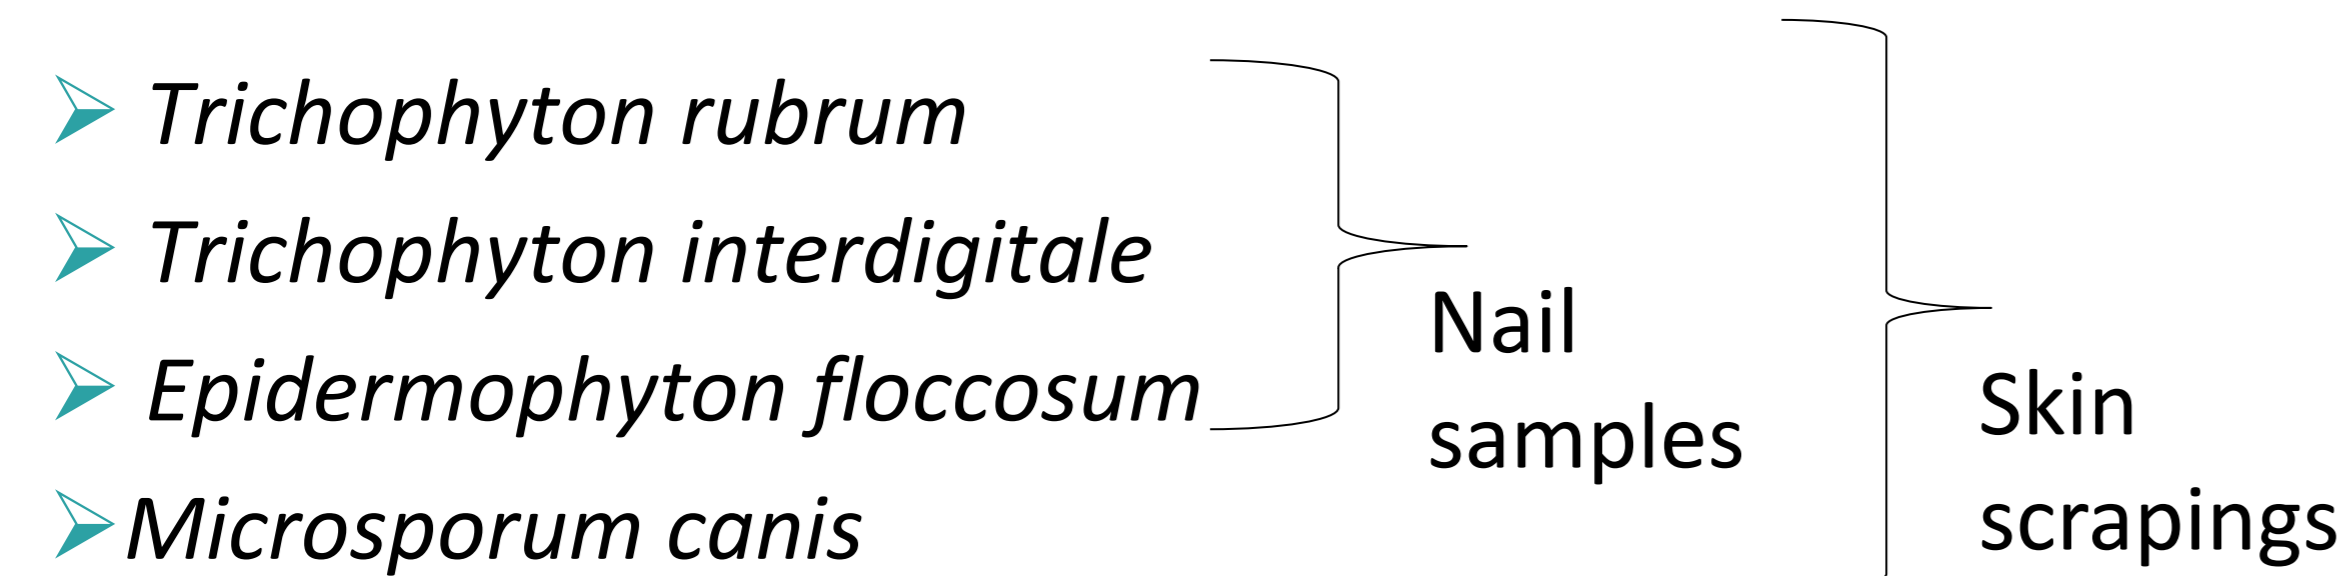 Trichophyton rubrum
Trichophyton interdigitale
Epidermophyton floccosum
Microsporum canis
Nail
samples
Skin
scrapings